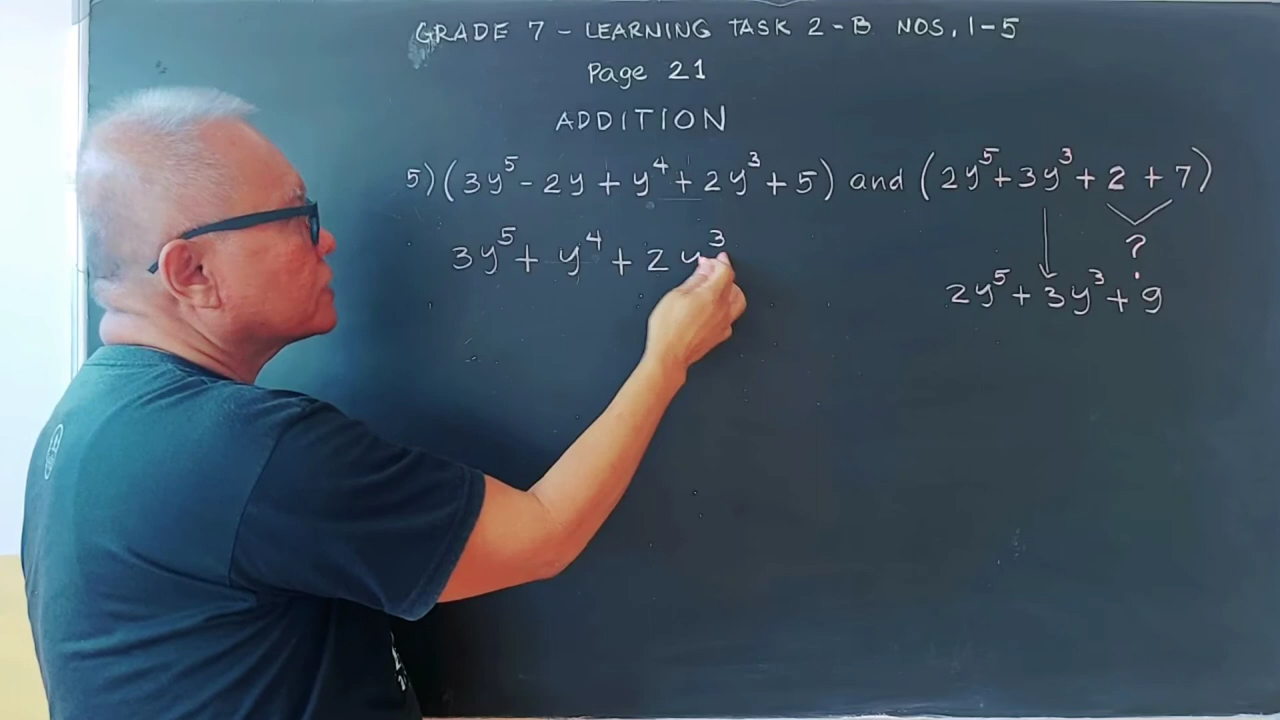 GRADE 7 - LEARNING TASK 2-B NOS. 1-5
Page 21
ADDITION
5) (3y⁵ - 2y + y⁴ + 2y³ + 5) and (2y⁵ + 3y³ + 2 + 7)
?
3y⁵ + y⁴ + 2y³
2y⁵ + 3y³ + 9